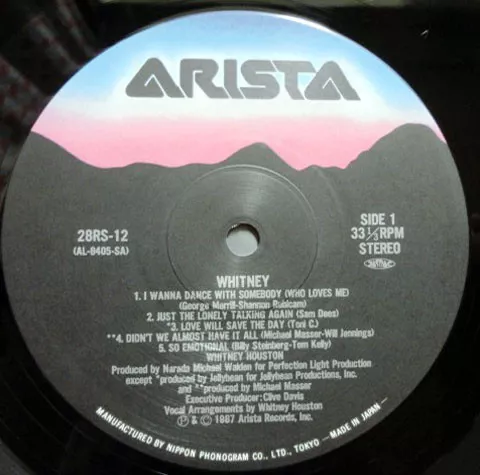 ARISTA
28RS-12
(AL-8405-SA)
SIDE 1
33 1/3 RPM
STEREO
WHITNEY
1. I WANNA DANCE WITH SOMEBODY (WHO LOVES ME)
(George Merrill-Shannon Rubicam)
2. JUST THE LONELY TALKING AGAIN (Sam Dees)
*3. LOVE WILL SAVE THE DAY (Toni C.)
**4. DIDN'T WE ALMOST HAVE IT ALL (Michael Masser-Will Jennings)
5. SO EMOTIONAL (Billy Steinberg-Tom Kelly)
WHITNEY HOUSTON
Produced by Narada Michael Walden for Perfection Light Production
except *produced by Jellybean for Jellybean Productions, Inc.
and **produced by Michael Masser
Executive Producer: Clive Davis
Vocal Arrangements by Whitney Houston
℗ © 1987 Arista Records, Inc.
MANUFACTURED BY NIPPON PHONOGRAM CO., LTD., TOKYO —MADE IN JAPAN—